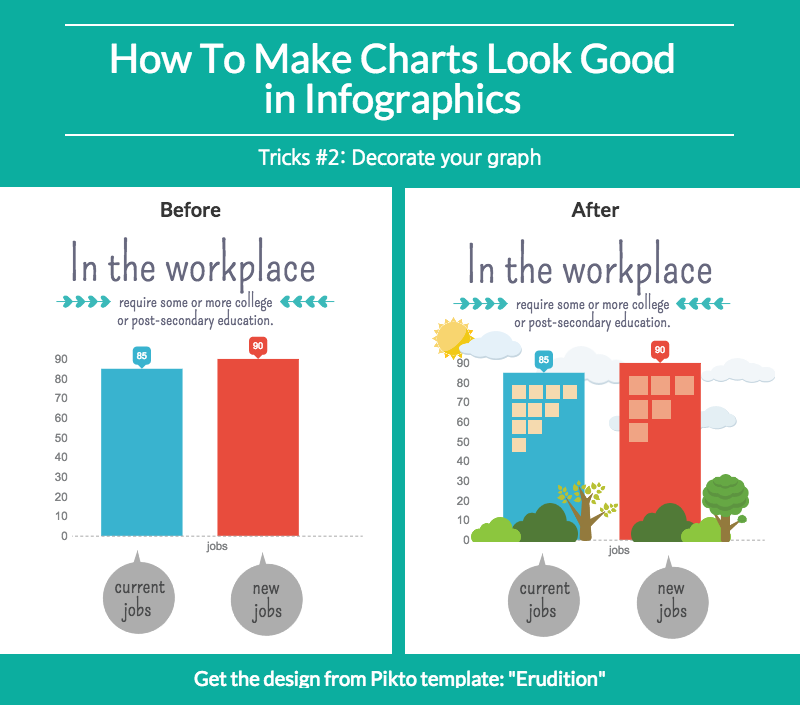 How To Make Charts Look Good
in Infographics
Tricks #2: Decorate your graph
Before
In the workplace
require some or more college
or post-secondary education.
85
90
90
80
70
60
50
40
30
20
10
0
jobs
current
jobs
new
jobs
After
In the workplace
require some or more college
or post-secondary education.
85
90
90
80
70
60
50
40
30
20
10
0
jobs
current
jobs
new
jobs
Get the design from Pikto template: "Erudition"